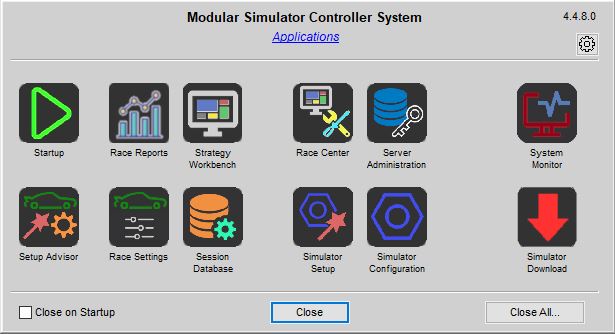 Modular Simulator Controller System
4.4.8.0
Applications
Startup
Race Reports
Strategy
Workbench
Race Center
Server
Administration
System
Monitor
Setup Advisor
Race Settings
Session
Database
Simulator
Setup
Simulator
Configuration
Simulator
Download
Close on Startup
Close
Close All...